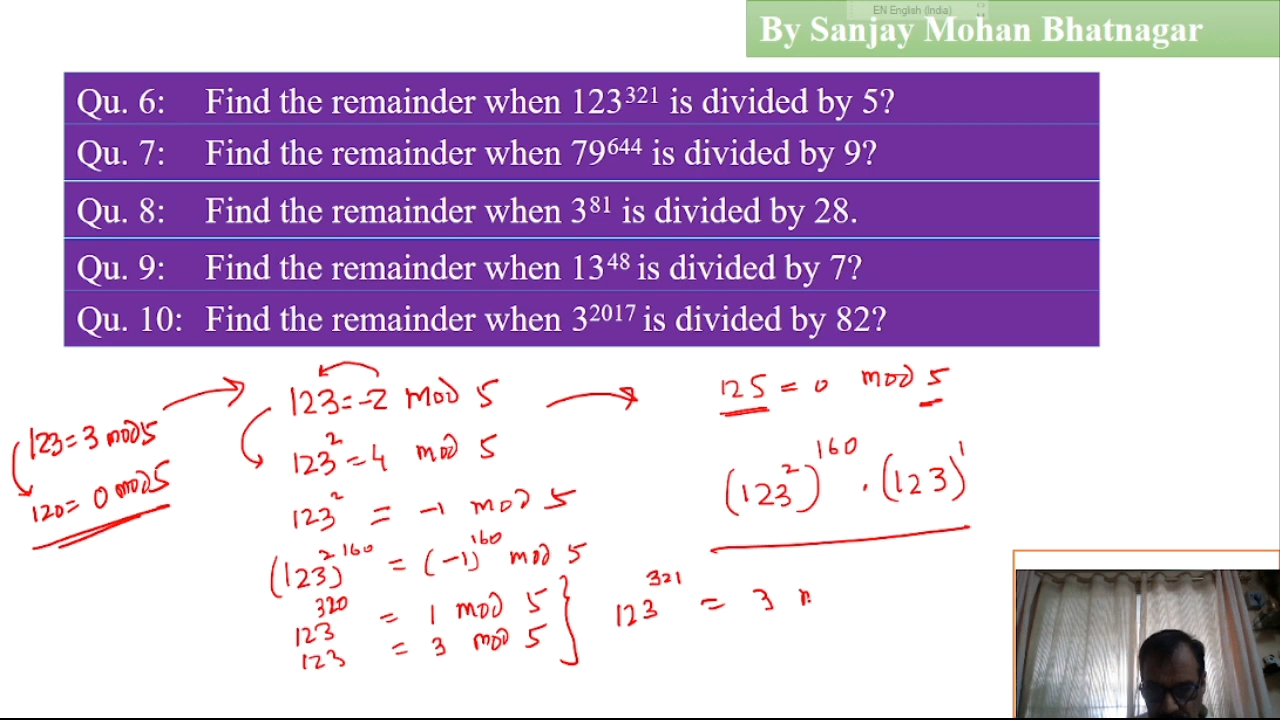 EN English (India)
By Sanjay Mohan Bhatnagar
Qu. 6: Find the remainder when 123³²¹ is divided by 5?
Qu. 7: Find the remainder when 79⁶⁴⁴ is divided by 9?
Qu. 8: Find the remainder when 3⁸¹ is divided by 28.
Qu. 9: Find the remainder when 13⁴⁸ is divided by 7?
Qu. 10: Find the remainder when 3²⁰¹⁷ is divided by 82?
123=3 mod5
120= 0 mod5
123=-2 mod 5
123²=4 mod 5
123² = -1 mod 5
(123²)¹⁶⁰ = (-1)¹⁶⁰ mod 5
123³²⁰ = 1 mod 5
123 = 3 mod 5
125 = 0 mod 5
(123²)¹⁶⁰ . (123)¹
123³²¹ = 3